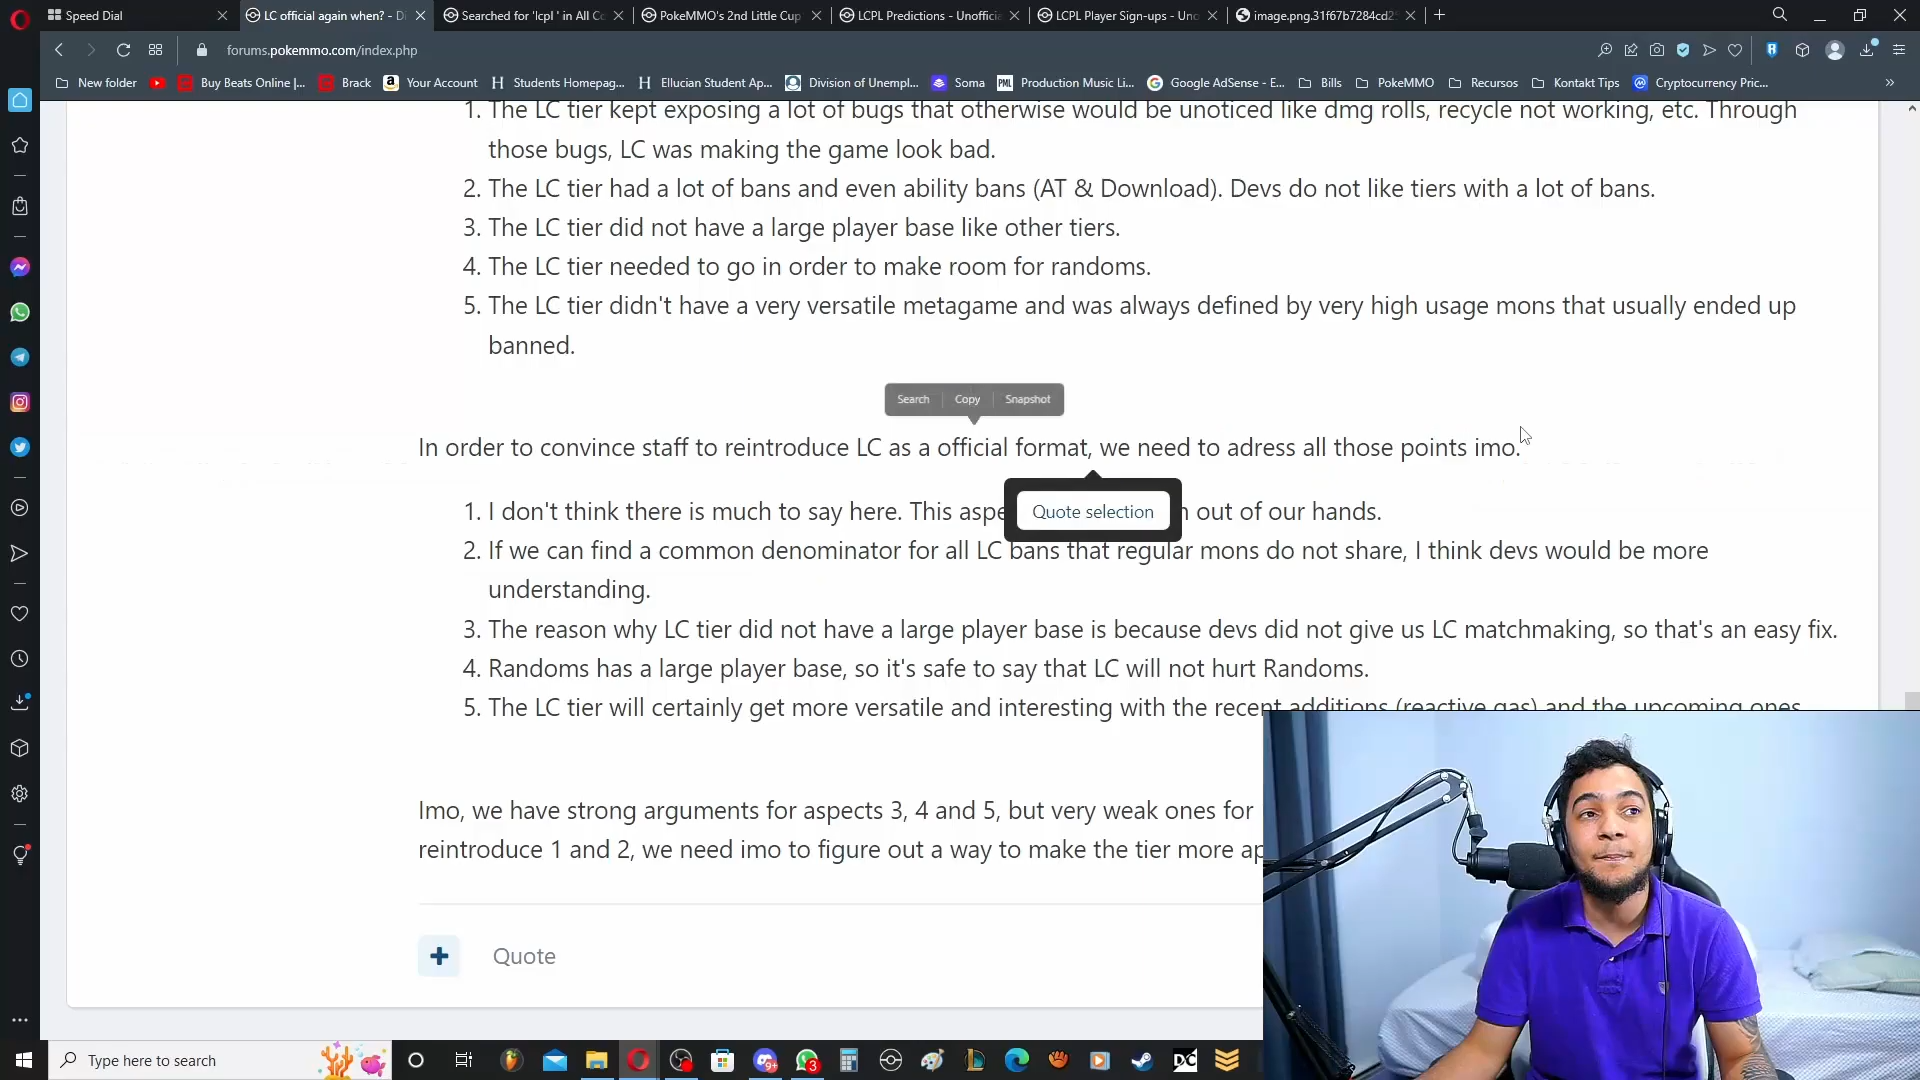 Speed Dial
LC official again when? - Di
Searched for 'lcpl ' in All Co
PokeMMO's 2nd Little Cup
LCPL Predictions - Unofficia
LCPL Player Sign-ups - Uno
image.png.31f67b7284cd2
forums.pokemmo.com/index.php
New folder
Buy Beats Online |...
Brack
Your Account
Students Homepag...
Ellucian Student Ap...
Division of Unempl...
Soma
Production Music Li...
Google AdSense - E...
Bills
PokeMMO
Recursos
Kontakt Tips
Cryptocurrency Pric...
1. The LC tier kept exposing a lot of bugs that otherwise would be unoticed like dmg rolls, recycle not working, etc. Through
those bugs, LC was making the game look bad.
2. The LC tier had a lot of bans and even ability bans (AT & Download). Devs do not like tiers with a lot of bans.
3. The LC tier did not have a large player base like other tiers.
4. The LC tier needed to go in order to make room for randoms.
5. The LC tier didn't have a very versatile metagame and was always defined by very high usage mons that usually ended up
banned.
Search Copy Snapshot
In order to convince staff to reintroduce LC as a official format, we need to adress all those points imo.
Quote selection
1. I don't think there is much to say here. This out of our hands.
2. If we can find a common denominator for all LC bans that regular mons do not share, I think devs would be more
understanding.
3. The reason why LC tier did not have a large player base is because devs did not give us LC matchmaking, so that's an easy fix.
4. Randoms has a large player base, so it's safe to say that LC will not hurt Randoms.
5. The LC tier will certainly get more versatile and interesting with the recent additions (reactive gas) and the upcoming ones
Imo, we have strong arguments for aspects 3, 4 and 5, but very weak ones for
reintroduce 1 and 2, we need imo to figure out a way to make the tier more
Quote
Type here to search
9+
3
DC